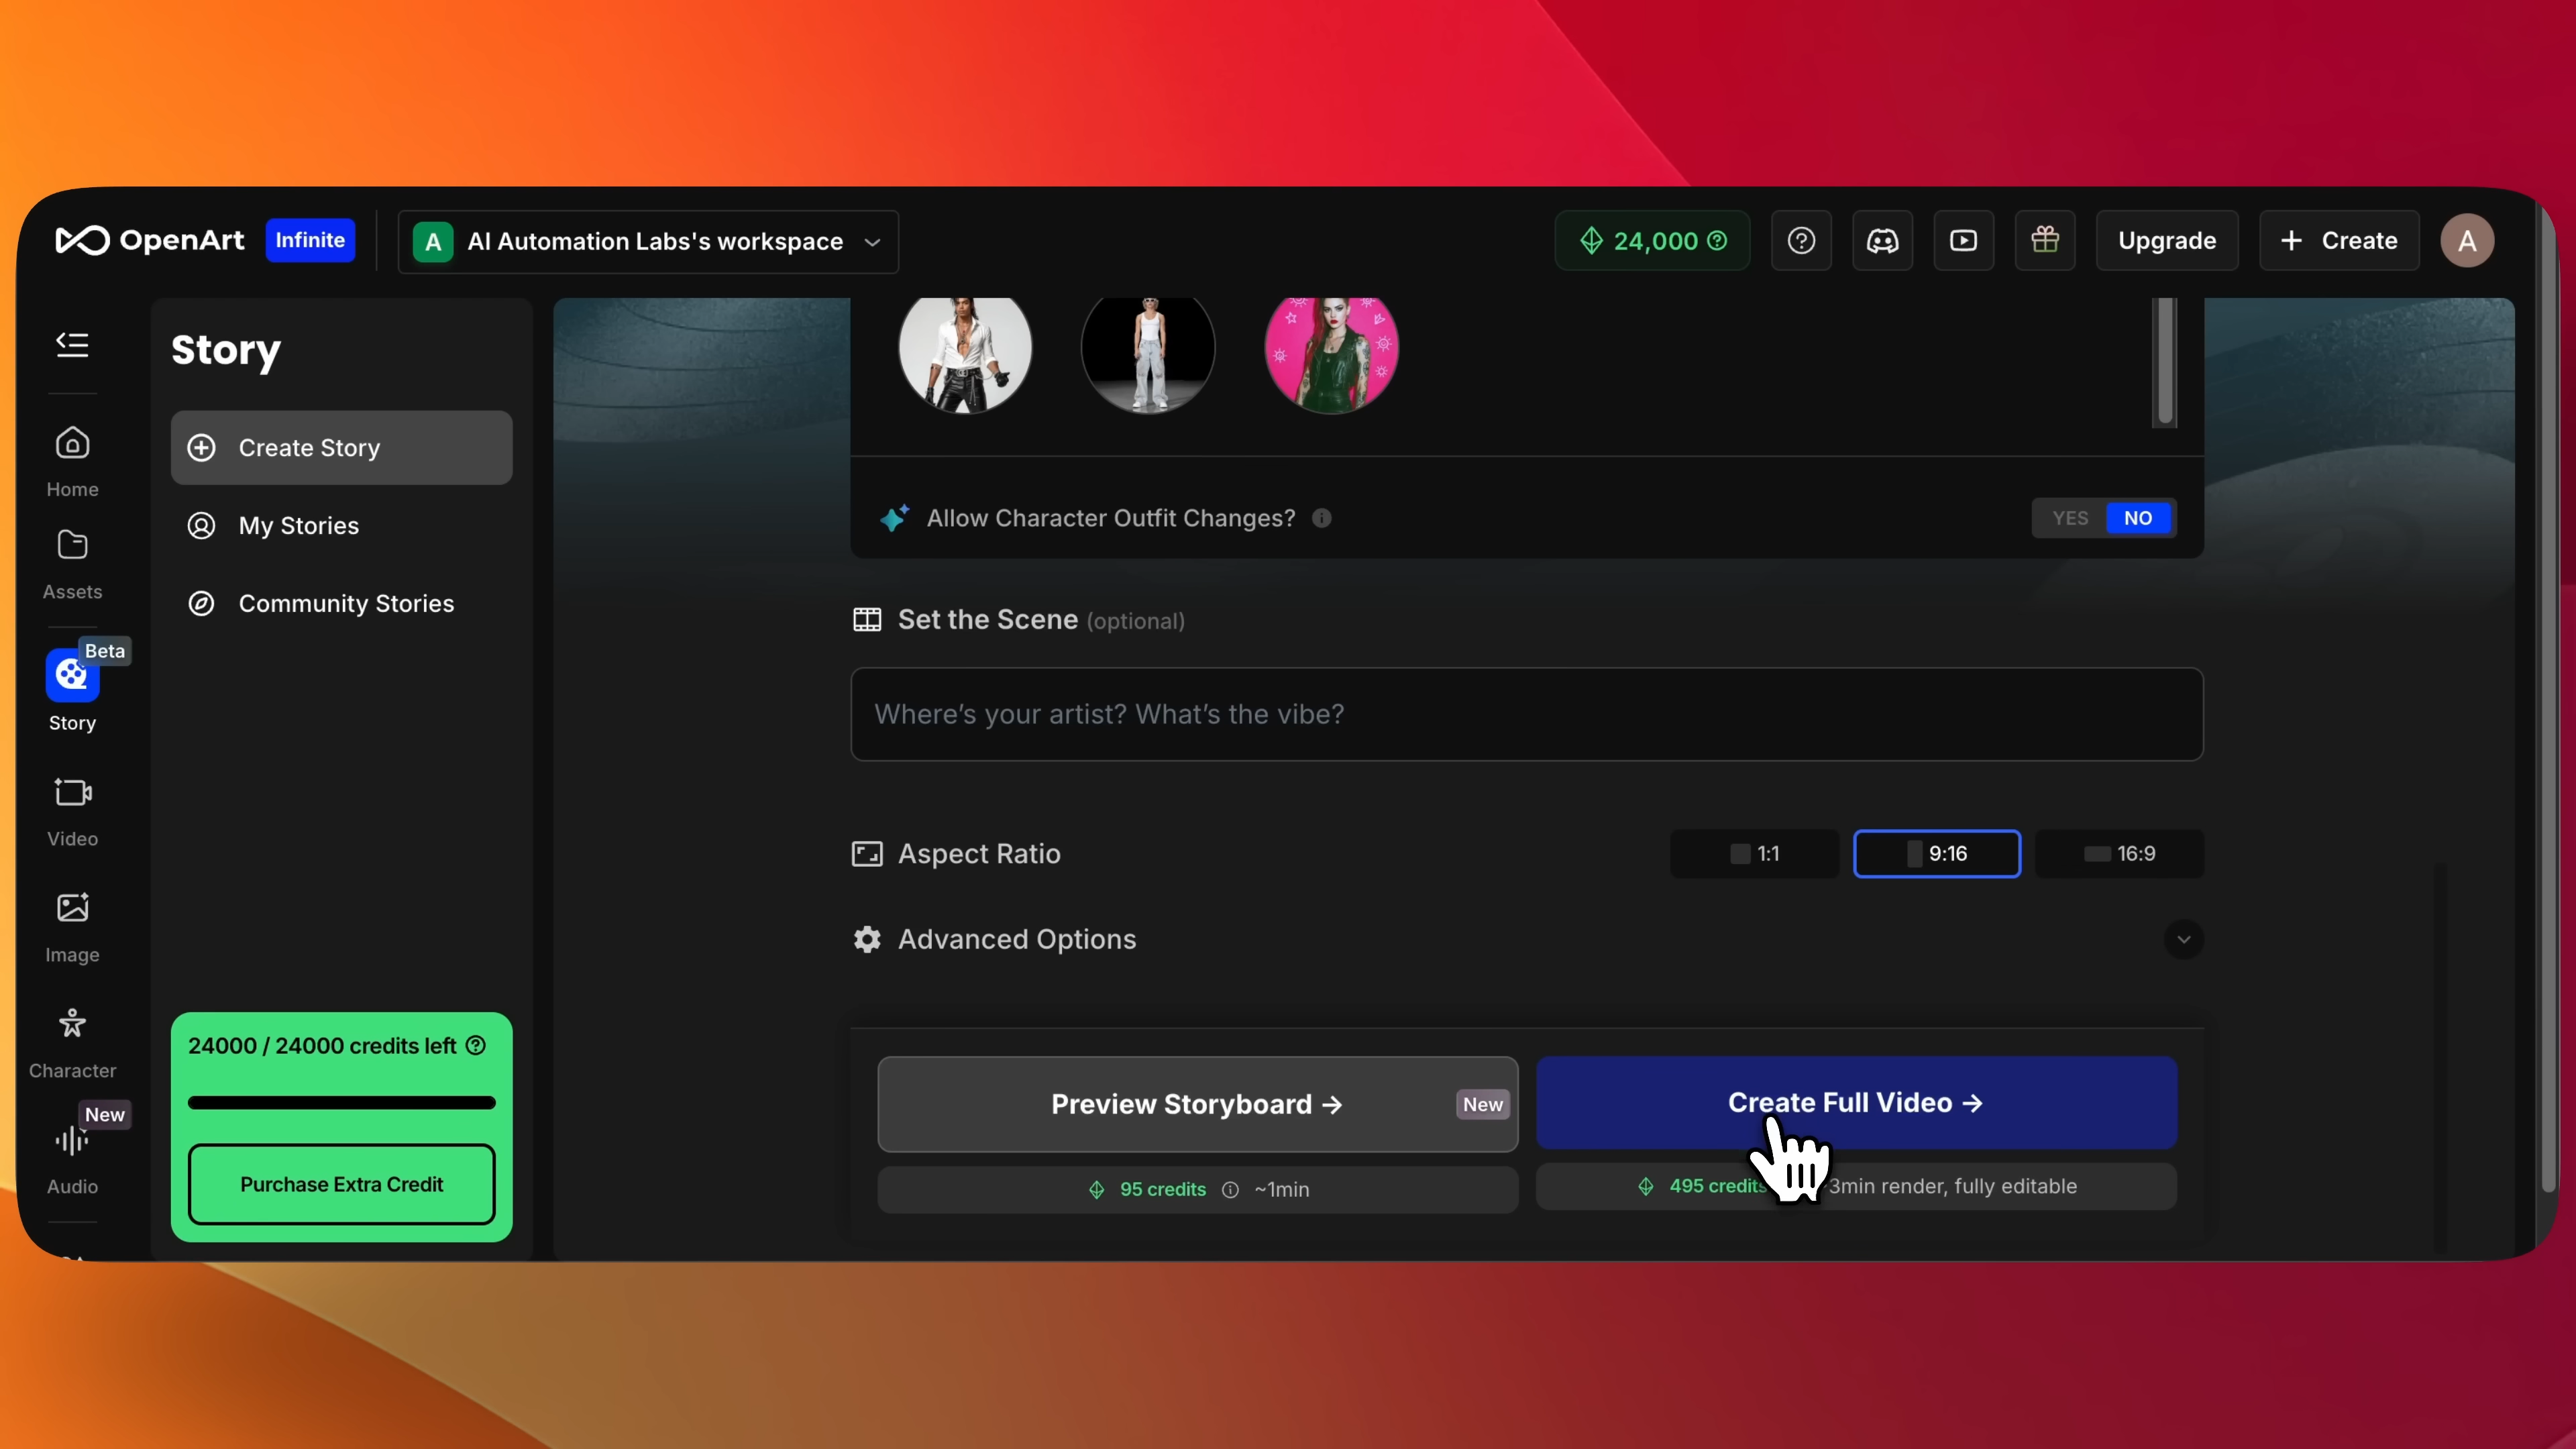 OpenArt Infinite
A AI Automation Labs's workspace
24,000
Upgrade
+ Create
A
Home
Assets
Beta
Story
Video
Image
Character
New
Audio
Story
Create Story
My Stories
Community Stories
24000 / 24000 credits left
Purchase Extra Credit
Allow Character Outfit Changes?
YES NO
Set the Scene (optional)
Where's your artist? What's the vibe?
Aspect Ratio
1:1 9:16 16:9
Advanced Options
Preview Storyboard → New
95 credits ~1min
Create Full Video →
495 credits 3min render, fully editable